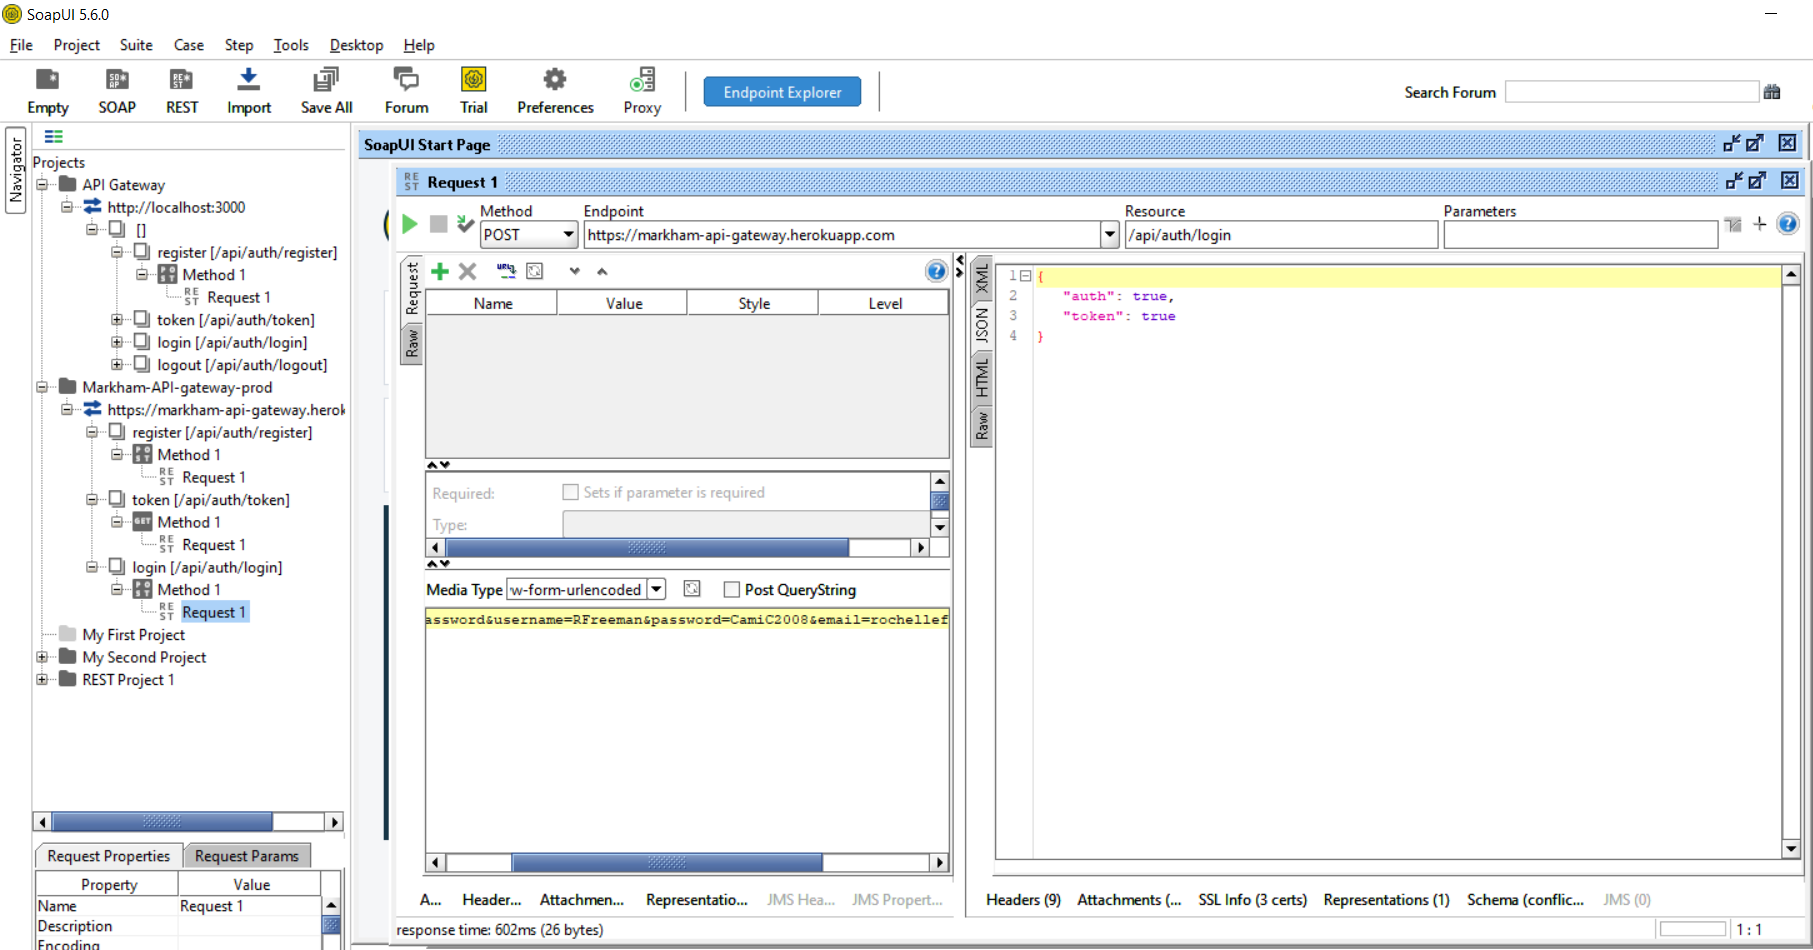 SoapUI 5.6.0
File Project Suite Case Step Tools Desktop Help
Empty SOAP REST Import Save All Forum Trial Preferences Proxy Endpoint Explorer Search Forum
Navigator
Projects
API Gateway
http://localhost:3000
[]
register [/api/auth/register]
Method 1
Request 1
token [/api/auth/token]
login [/api/auth/login]
logout [/api/auth/logout]
Markham-API-gateway-prod
https://markham-api-gateway.herok
register [/api/auth/register]
Method 1
Request 1
token [/api/auth/token]
Method 1
Request 1
login [/api/auth/login]
Method 1
Request 1
My First Project
My Second Project
REST Project 1
Request Properties Request Params
Property Value
Name Request 1
Description
Encoding
SoapUI Start Page
Request 1
Method Endpoint Resource Parameters
POST https://markham-api-gateway.herokuapp.com /api/auth/login
Request
Raw
Name Value Style Level
Required: Sets if parameter is required
Type:
Media Type w-form-urlencoded Post QueryString
assword&username=RFreeman&password=CamiC2008&email=rochellef
A... Header... Attachmen... Representatio... JMS Hea... JMS Propert...
XML
JSON
HTML
Raw
1 {
2 "auth": true,
3 "token": true
4 }
Headers (9) Attachments (... SSL Info (3 certs) Representations (1) Schema (conflic... JMS (0)
response time: 602ms (26 bytes) 1 : 1